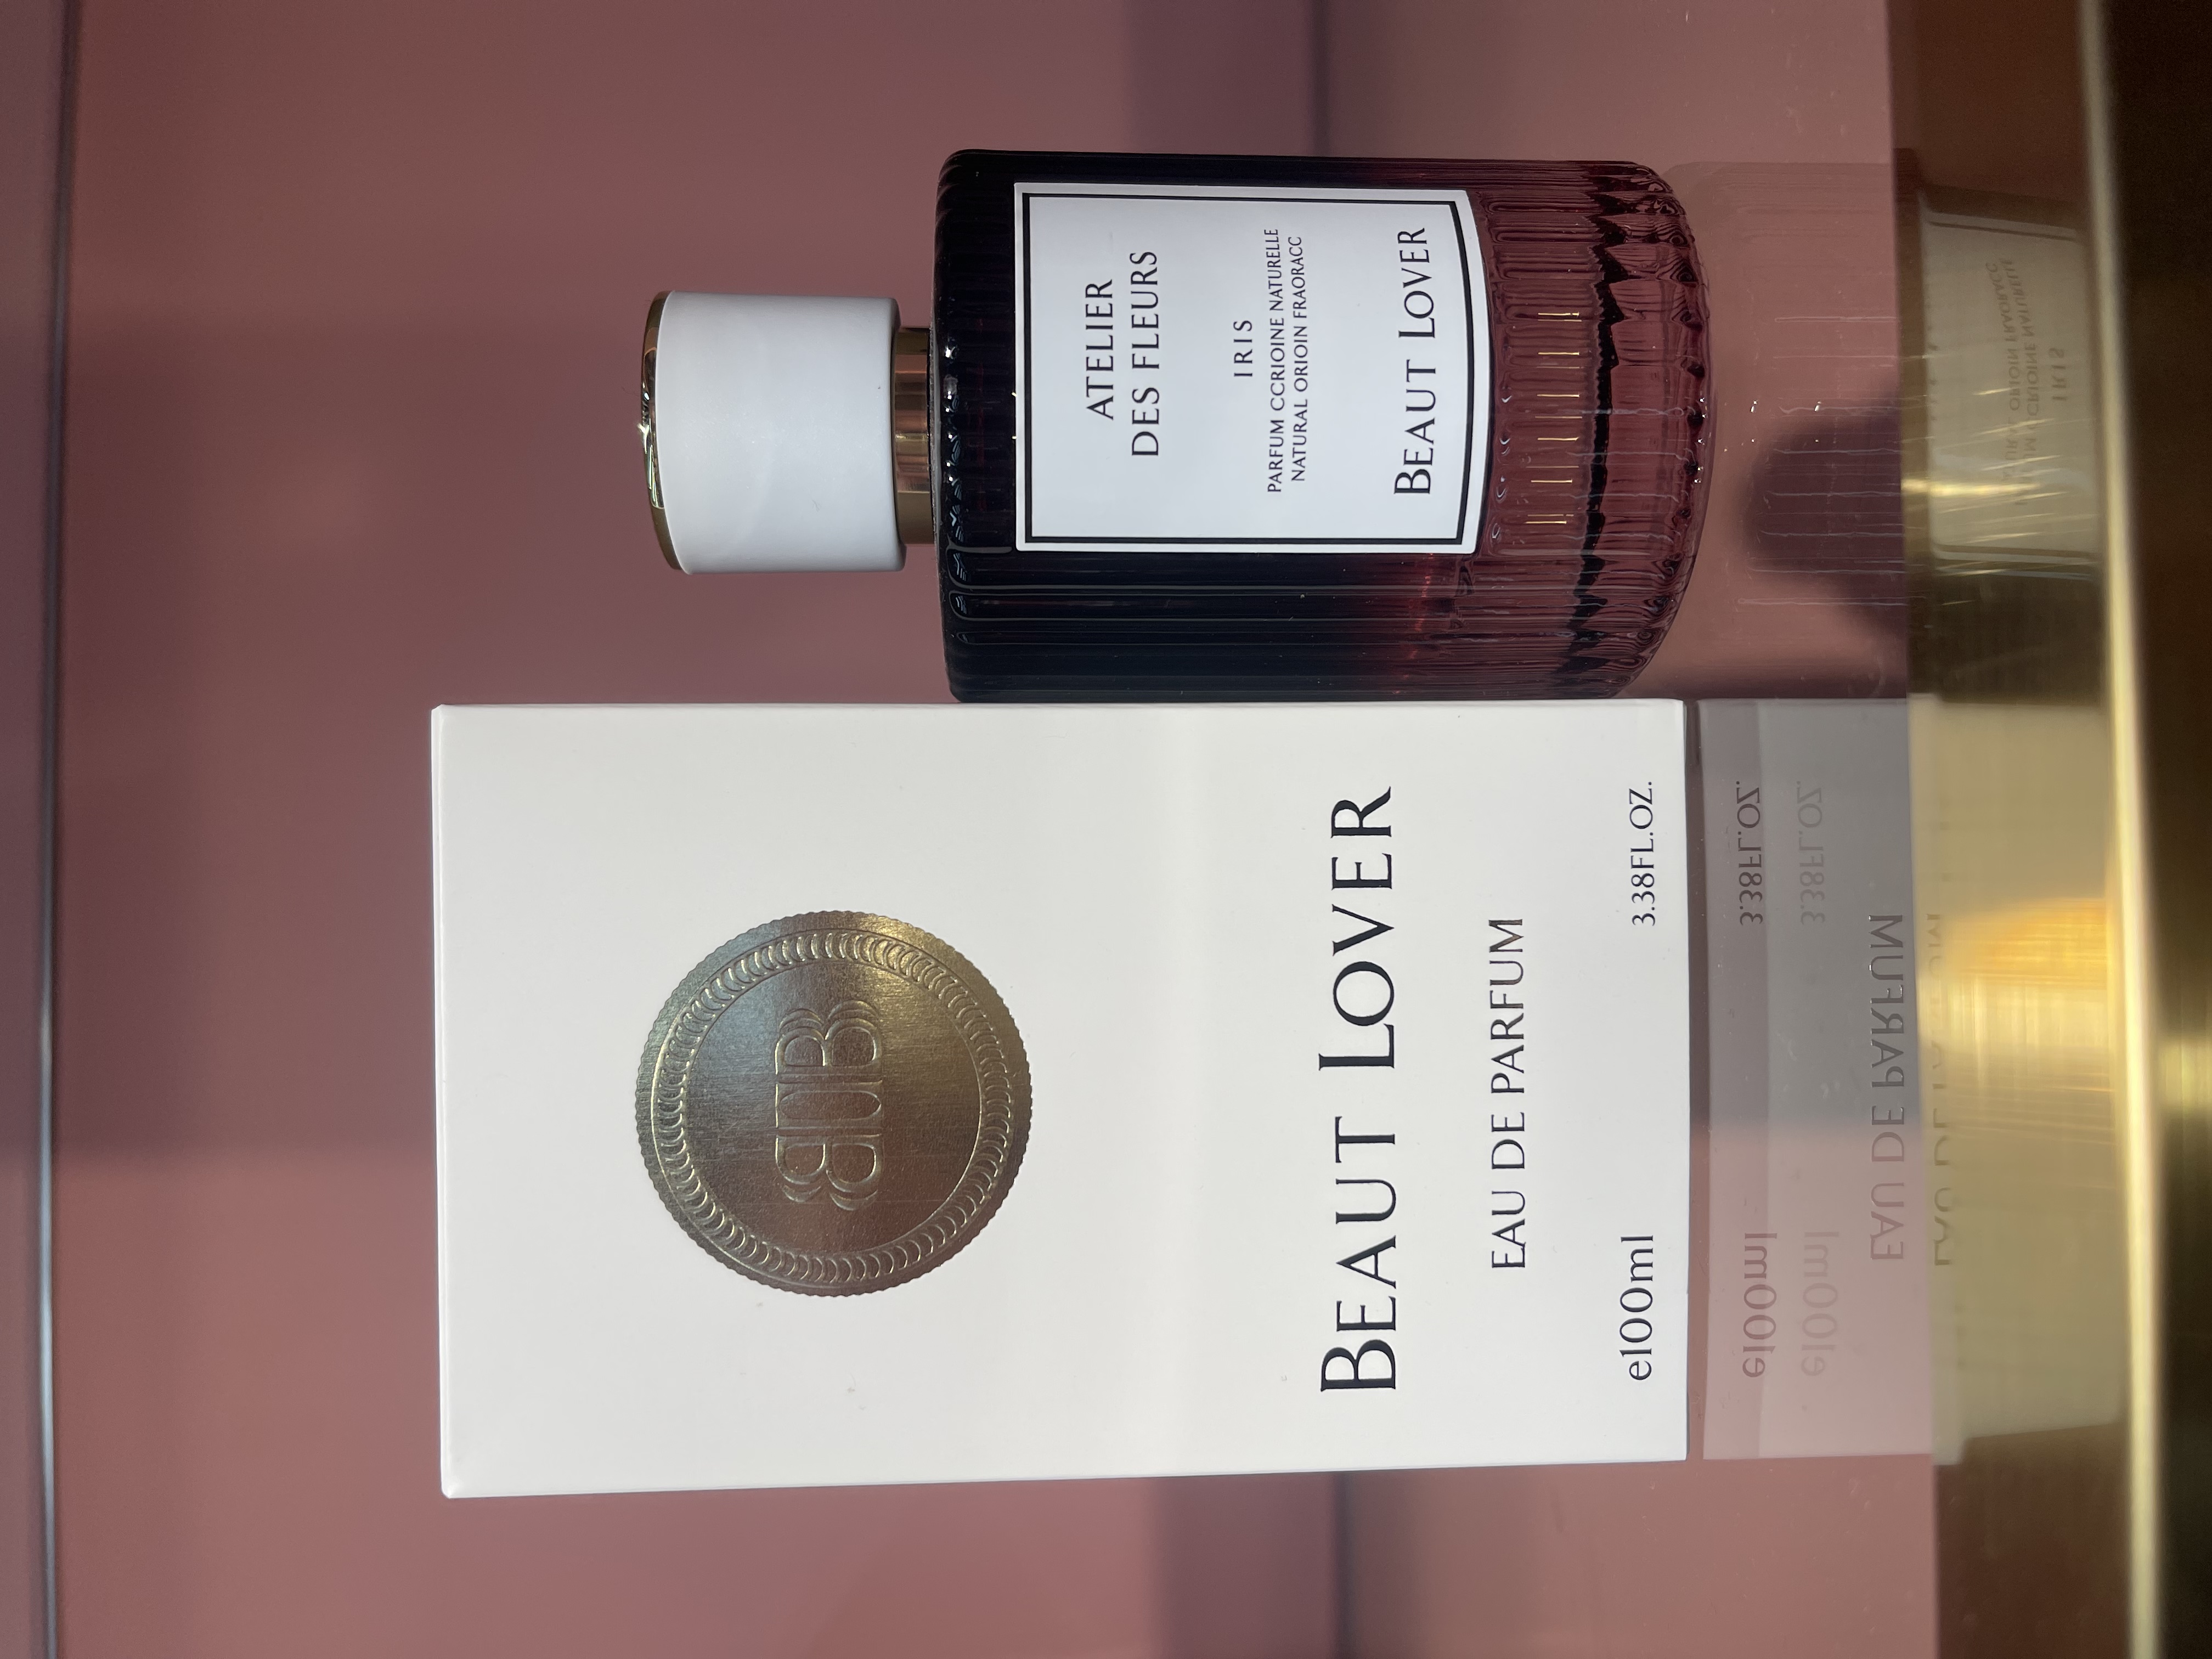 BEAUT LOVER
EAU DE PARFUM
e100ml
3.38FL.OZ.
ATELIER
DES FLEURS
IRIS
PARFUM CCRIOINE NATURELLE
NATURAL ORIOIN FRAORACC
BEAUT LOVER